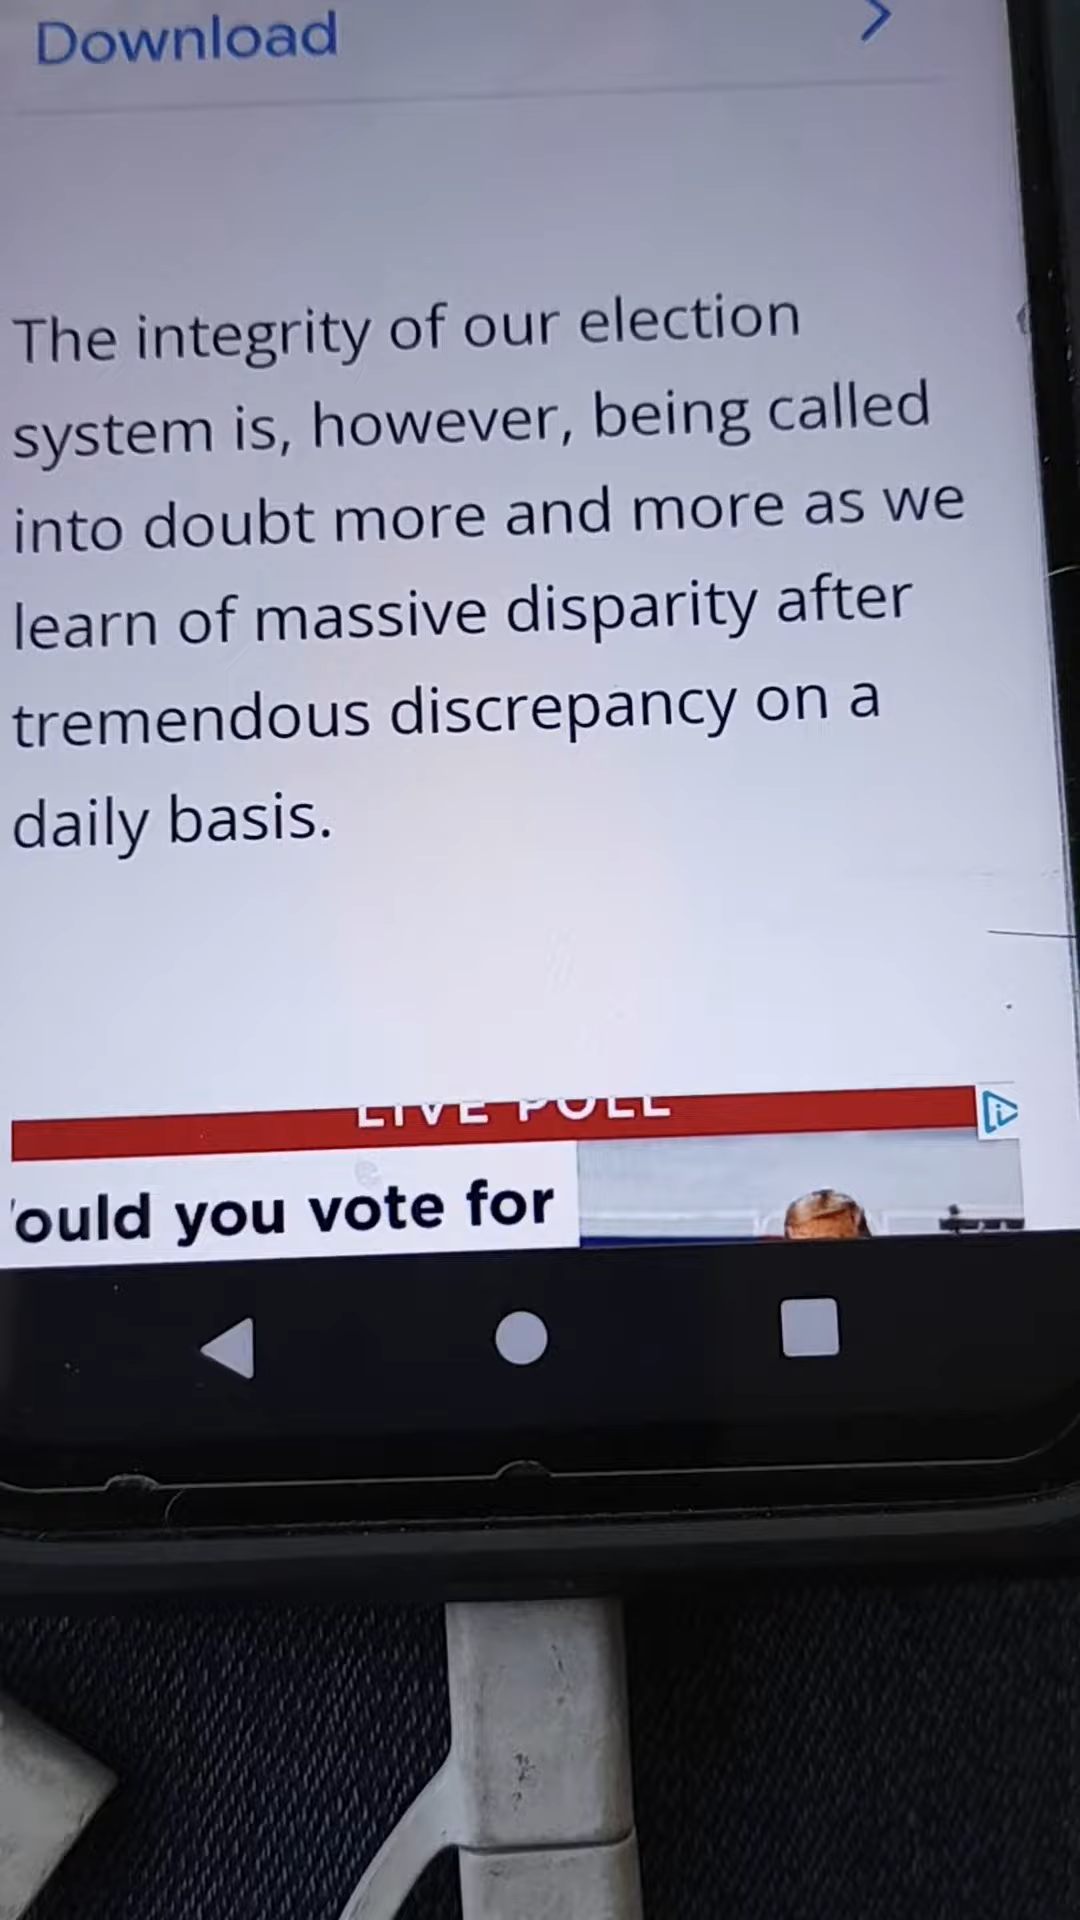 Download
The integrity of our election
system is, however, being called
into doubt more and more as we
learn of massive disparity after
tremendous discrepancy on a
daily basis.
LIVE POLL
ould you vote for